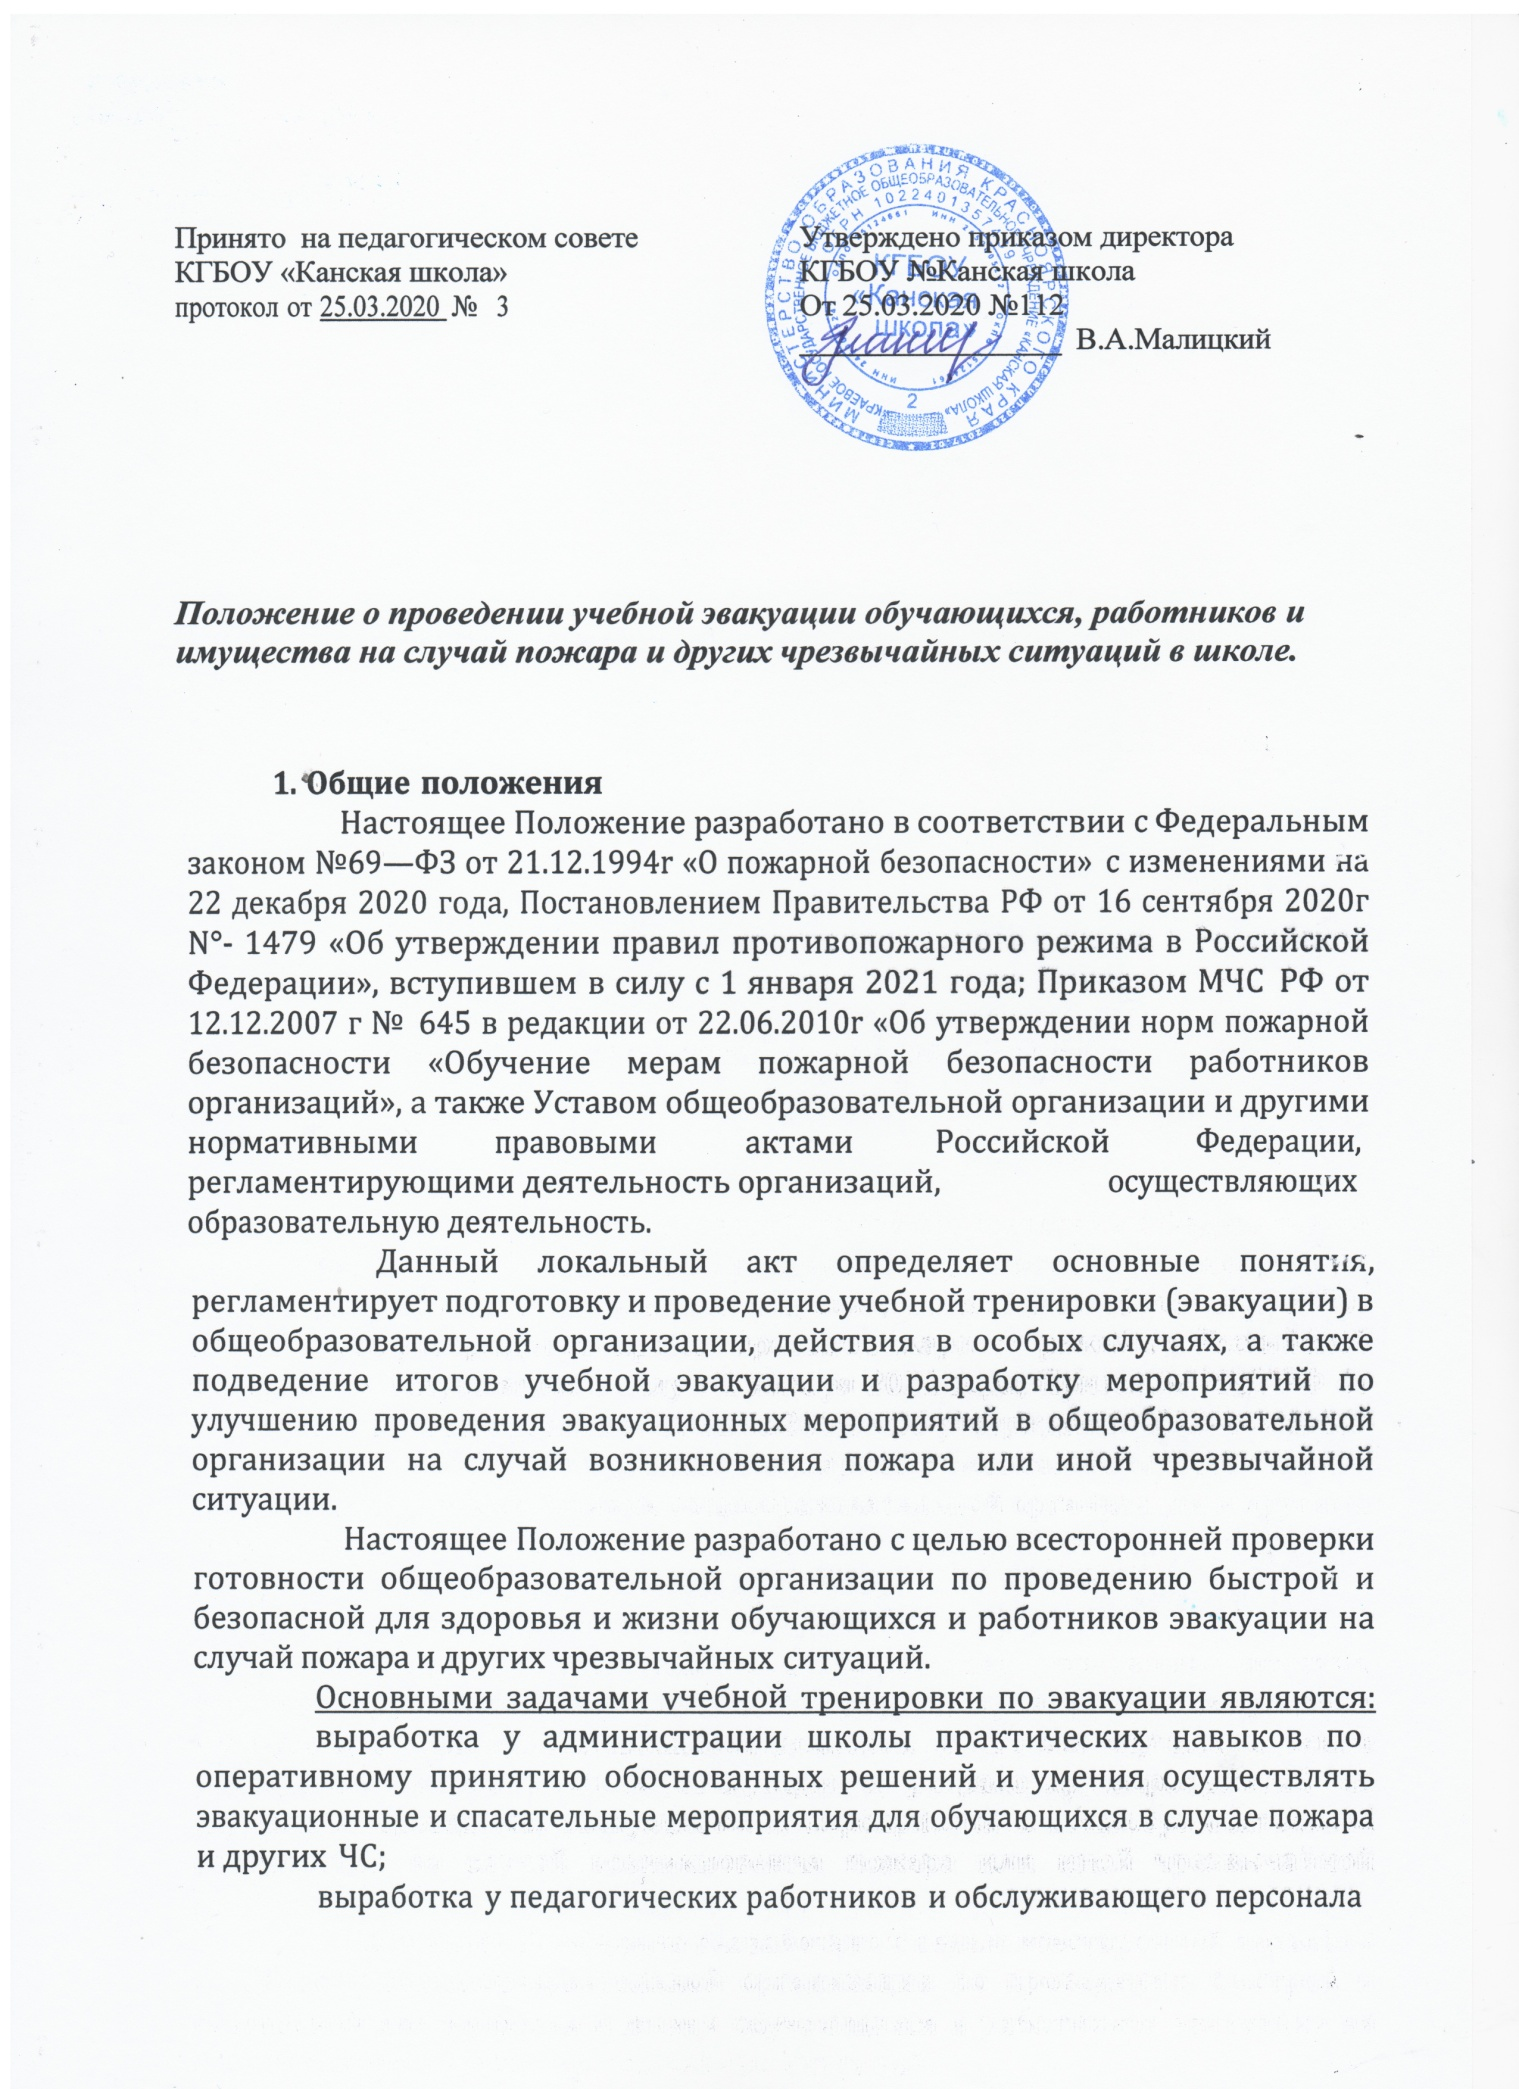 Принято  на педагогическом совете
КГБОУ «Канская школа»
протокол от 25.03.2020  №   3
Утверждено приказом директора
КГБОУ №Канская школа
От 25.03.2020 №112
В.А.Малицкий
МИНИСТЕРСТВО ОБРАЗОВАНИЯ КРАСНОЯРСКОГО КРАЯ
КГБОУ
«Канская
школа»
2
Положение о проведении учебной эвакуации обучающихся, работников и
имущества на случай пожара и других чрезвычайных ситуаций в школе.
1. Общие положения
Настоящее Положение разработано в соответствии с Федеральным
законом №69—ФЗ от 21.12.1994г «О пожарной безопасности» с изменениями на
22 декабря 2020 года, Постановлением Правительства РФ от 16 сентября 2020г
N°- 1479 «Об утверждении правил противопожарного режима в Российской
Федерации», вступившем в силу с 1 января 2021 года; Приказом МЧС РФ от
12.12.2007 г № 645 в редакции от 22.06.2010г «Об утверждении норм пожарной
безопасности «Обучение мерам пожарной безопасности работников
организаций», а также Уставом общеобразовательной организации и другими
нормативными правовыми актами Российской Федерации,
регламентирующими деятельность организаций, осуществляющих
образовательную деятельность.
Данный локальный акт определяет основные понятия,
регламентирует подготовку и проведение учебной тренировки (эвакуации) в
общеобразовательной организации, действия в особых случаях, а также
подведение итогов учебной эвакуации и разработку мероприятий по
улучшению проведения эвакуационных мероприятий в общеобразовательной
организации на случай возникновения пожара или иной чрезвычайной
ситуации.
Настоящее Положение разработано с целью всесторонней проверки
готовности общеобразовательной организации по проведению быстрой и
безопасной для здоровья и жизни обучающихся и работников эвакуации на
случай пожара и других чрезвычайных ситуаций.
Основными задачами учебной тренировки по эвакуации являются:
выработка у администрации школы практических навыков по
оперативному принятию обоснованных решений и умения осуществлять
эвакуационные и спасательные мероприятия для обучающихся в случае пожара
и других ЧС;
выработка у педагогических работников и обслуживающего персонала